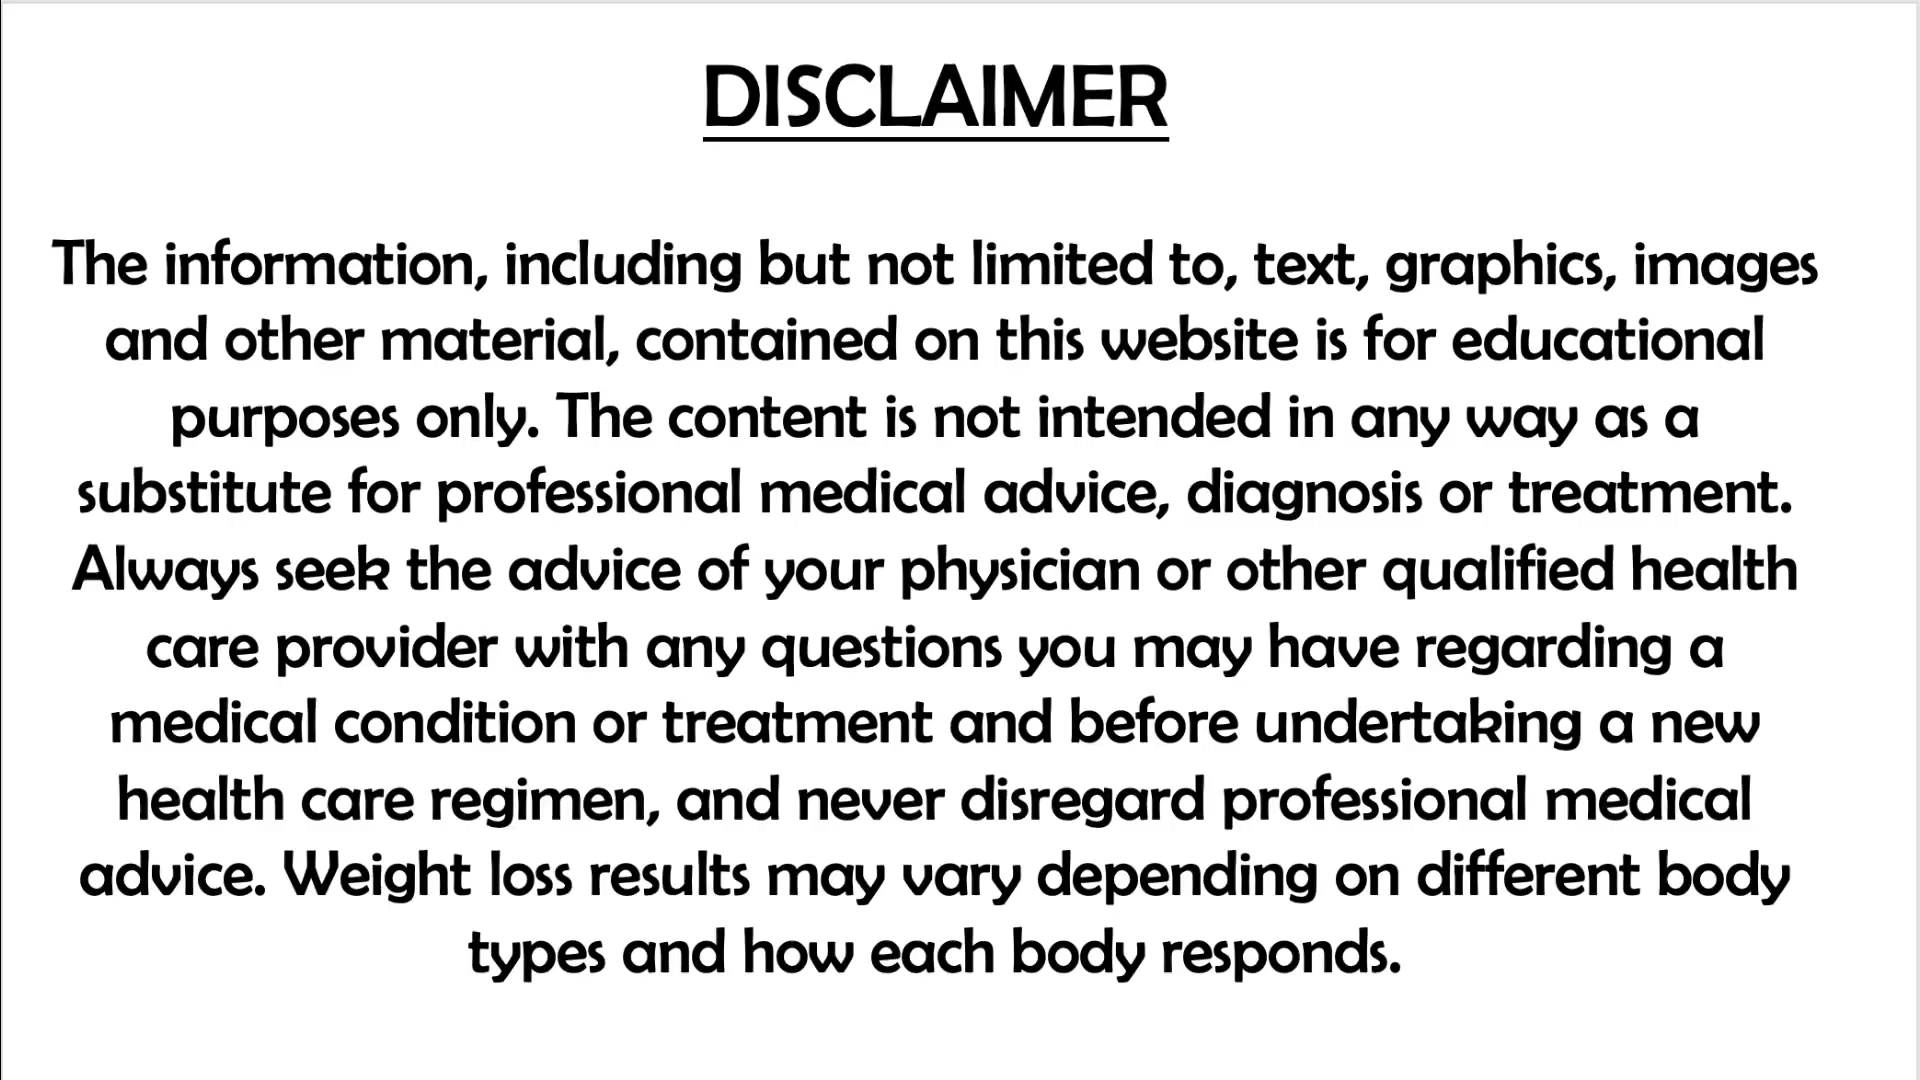 DISCLAIMER
The information, including but not limited to, text, graphics, images
and other material, contained on this website is for educational
purposes only. The content is not intended in any way as a
substitute for professional medical advice, diagnosis or treatment.
Always seek the advice of your physician or other qualified health
care provider with any questions you may have regarding a
medical condition or treatment and before undertaking a new
health care regimen, and never disregard professional medical
advice. Weight loss results may vary depending on different body
types and how each body responds.